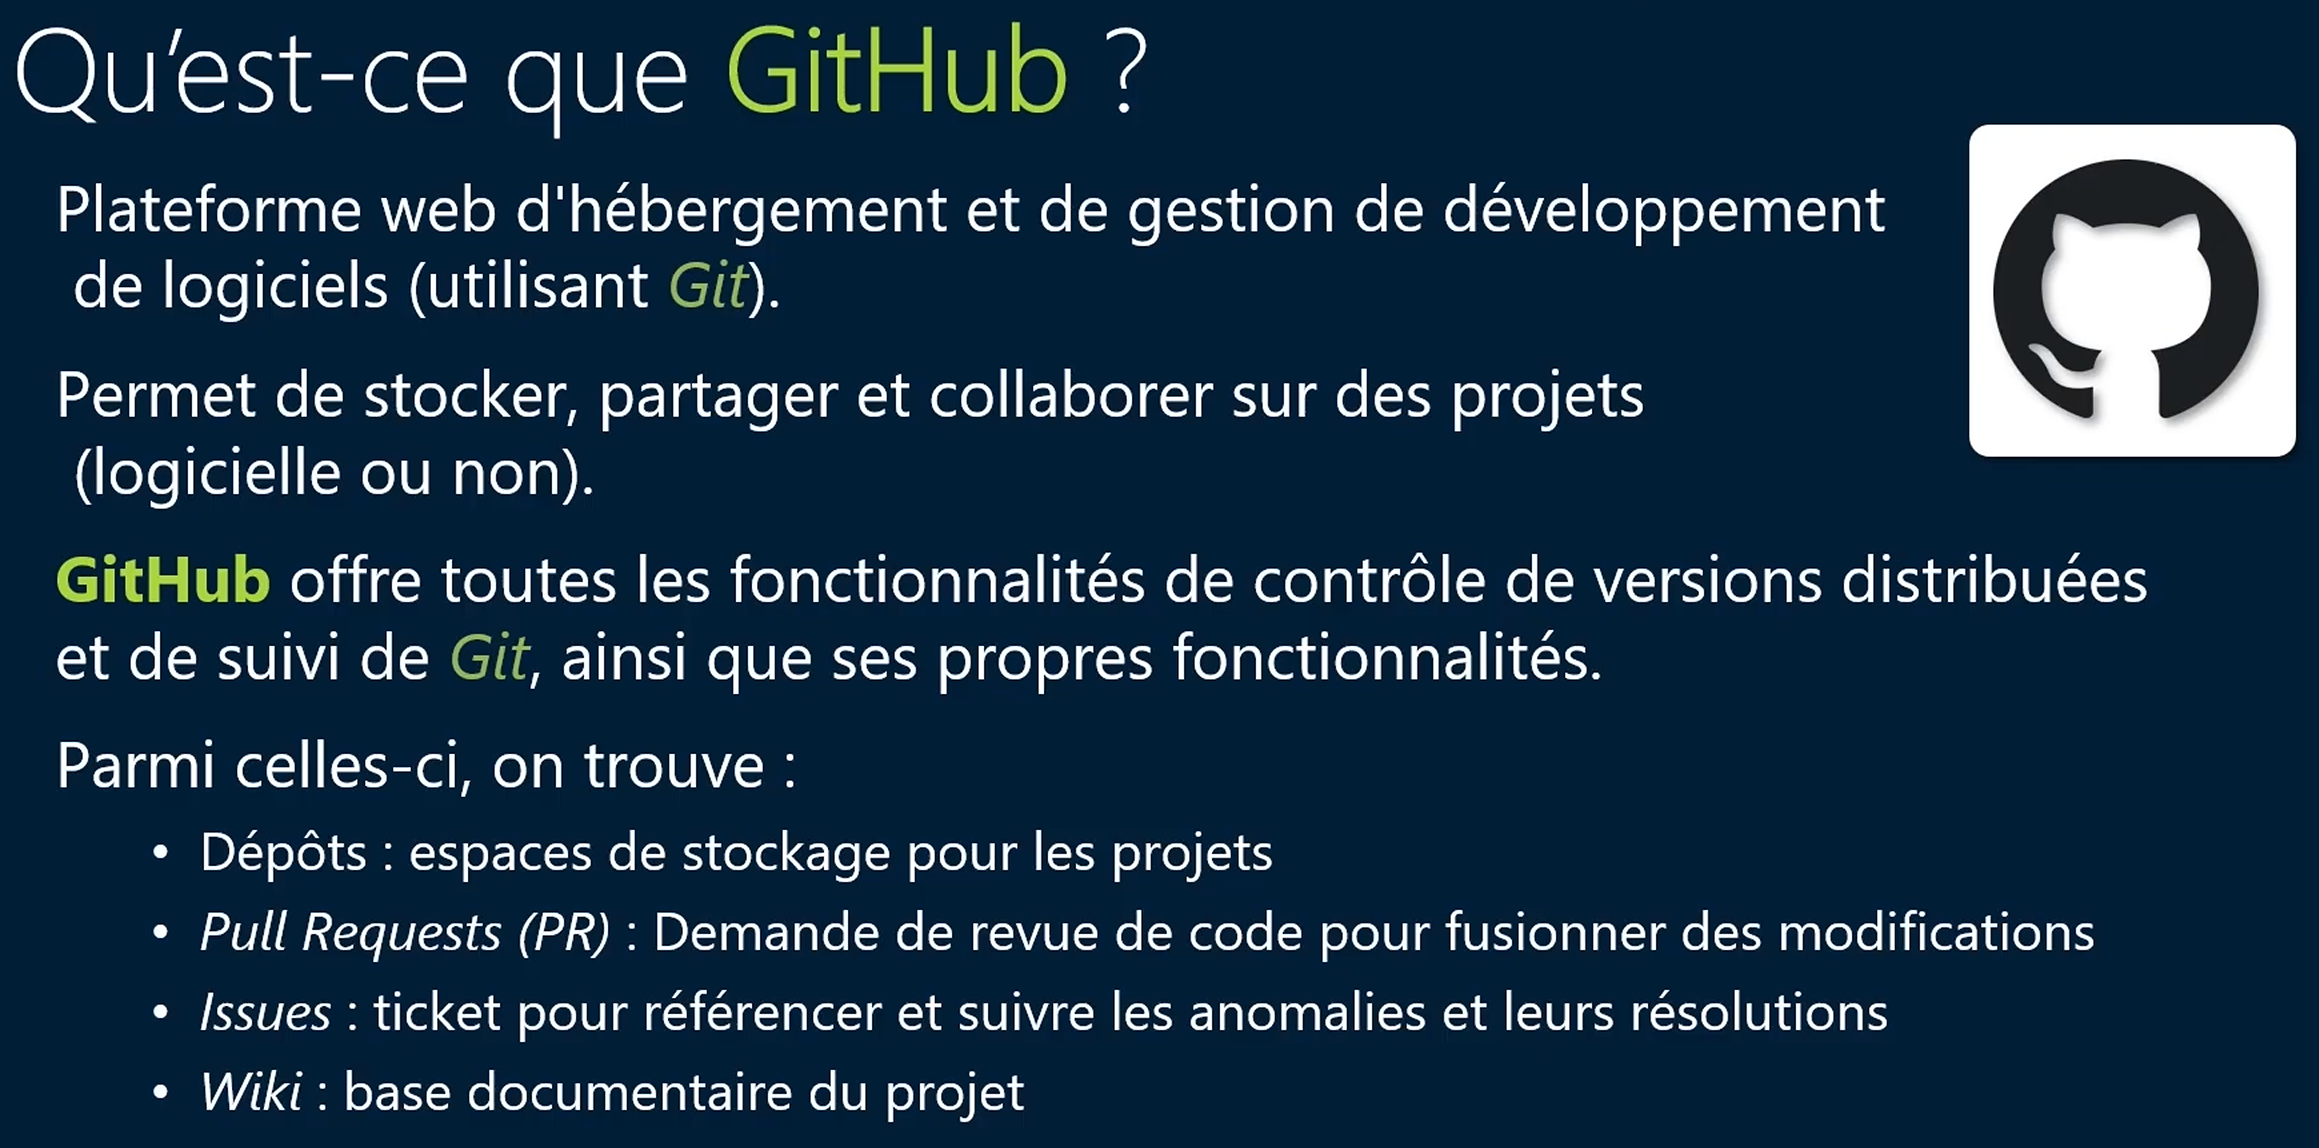 Qu’est-ce que GitHub ?
Plateforme web d'hébergement et de gestion de développement
de logiciels (utilisant Git).
Permet de stocker, partager et collaborer sur des projets
(logicielle ou non).
GitHub offre toutes les fonctionnalités de contrôle de versions distribuées
et de suivi de Git, ainsi que ses propres fonctionnalités.
Parmi celles-ci, on trouve :
• Dépôts : espaces de stockage pour les projets
• Pull Requests (PR) : Demande de revue de code pour fusionner des modifications
• Issues : ticket pour référencer et suivre les anomalies et leurs résolutions
• Wiki : base documentaire du projet